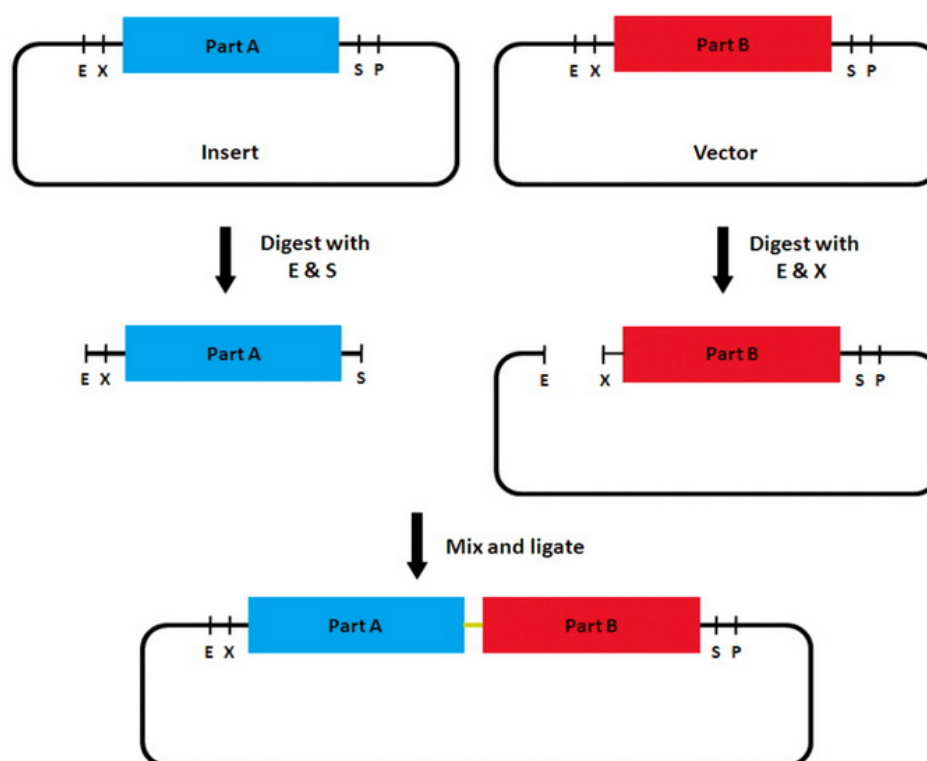 Part A
E X
S P
Insert
Part B
E X
S P
Vector
Digest with
E & S
Digest with
E & X
Part A
E X
S
Part B
E
X
S P
Mix and ligate
Part A
Part B
E X
S P